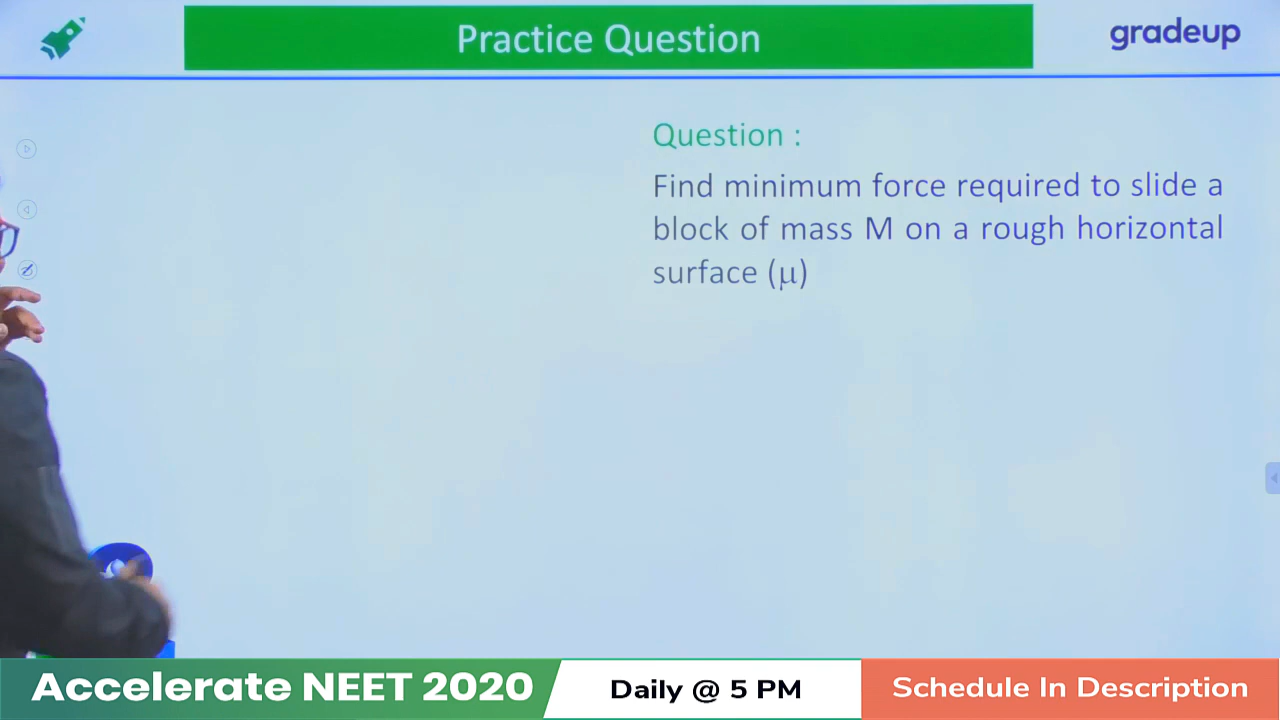 Practice Question
gradeup
Question :
Find minimum force required to slide a
block of mass M on a rough horizontal
surface (μ)
Accelerate NEET 2020
Daily @ 5 PM
Schedule In Description